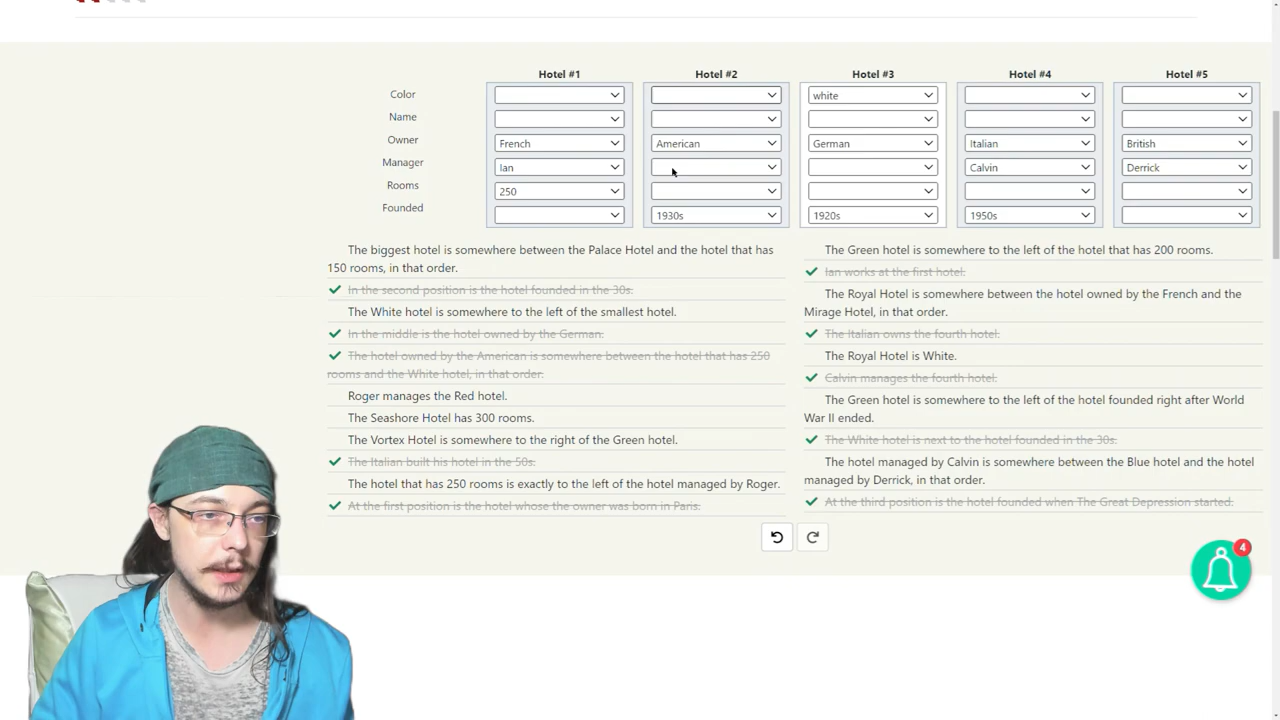 Hotel #1 Hotel #2 Hotel #3 Hotel #4 Hotel #5
Color white
Name
Owner French American German Italian British
Manager Ian Calvin Derrick
Rooms 250
Founded 1930s 1920s 1950s
The biggest hotel is somewhere between the Palace Hotel and the hotel that has
150 rooms, in that order.
In the second position is the hotel founded in the 30s.
The White hotel is somewhere to the left of the smallest hotel.
In the middle is the hotel owned by the German.
The hotel owned by the American is somewhere between the hotel that has 250
rooms and the White hotel, in that order.
Roger manages the Red hotel.
The Seashore Hotel has 300 rooms.
The Vortex Hotel is somewhere to the right of the Green hotel.
The Italian built his hotel in the 50s.
The hotel that has 250 rooms is exactly to the left of the hotel managed by Roger.
At the first position is the hotel whose the owner was born in Paris.
The Green hotel is somewhere to the left of the hotel that has 200 rooms.
Ian works at the first hotel.
The Royal Hotel is somewhere between the hotel owned by the French and the
Mirage Hotel, in that order.
The Italian owns the fourth hotel.
The Royal Hotel is White.
Calvin manages the fourth hotel.
The Green hotel is somewhere to the left of the hotel founded right after World
War II ended.
The White hotel is next to the hotel founded in the 30s.
The hotel managed by Calvin is somewhere between the Blue hotel and the hotel
managed by Derrick, in that order.
At the third position is the hotel founded when The Great Depression started.
4